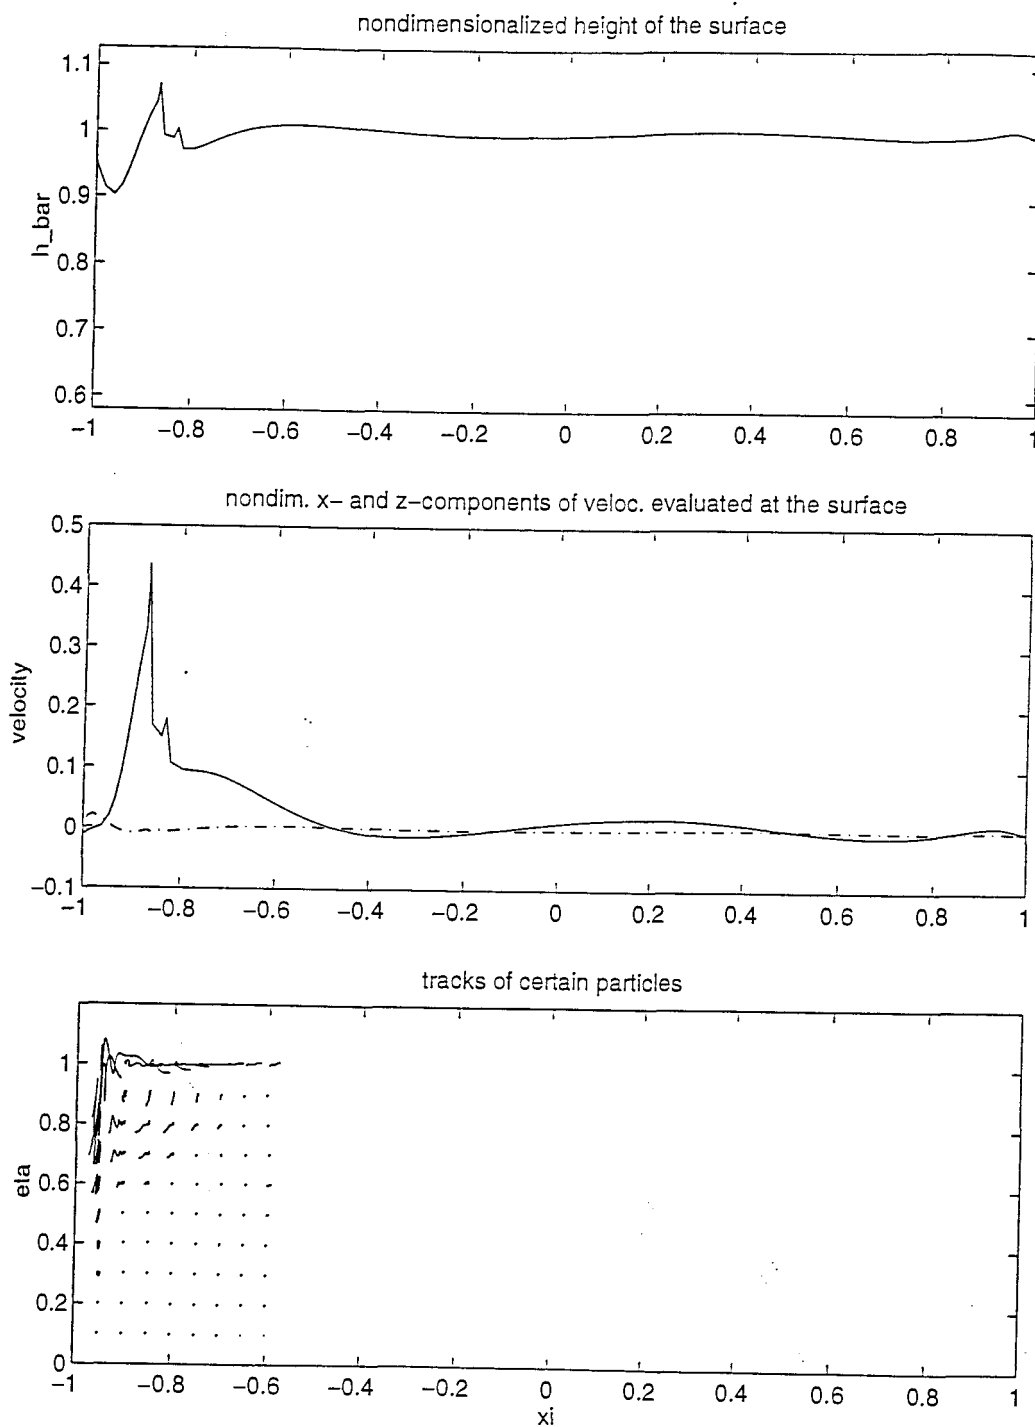 nondimensionalized height of the surface
1.1
1
0.9
0.8
0.7
0.6
h_bar
-1 -0.8 -0.6 -0.4 -0.2 0 0.2 0.4 0.6 0.8 1
nondim. x- and z-components of veloc. evaluated at the surface
0.5
0.4
0.3
0.2
0.1
0
-0.1
velocity
-1 -0.8 -0.6 -0.4 -0.2 0 0.2 0.4 0.6 0.8 1
tracks of certain particles
1
0.8
0.6
0.4
0.2
0
eta
-1 -0.8 -0.6 -0.4 -0.2 0 0.2 0.4 0.6 0.8 1
xi